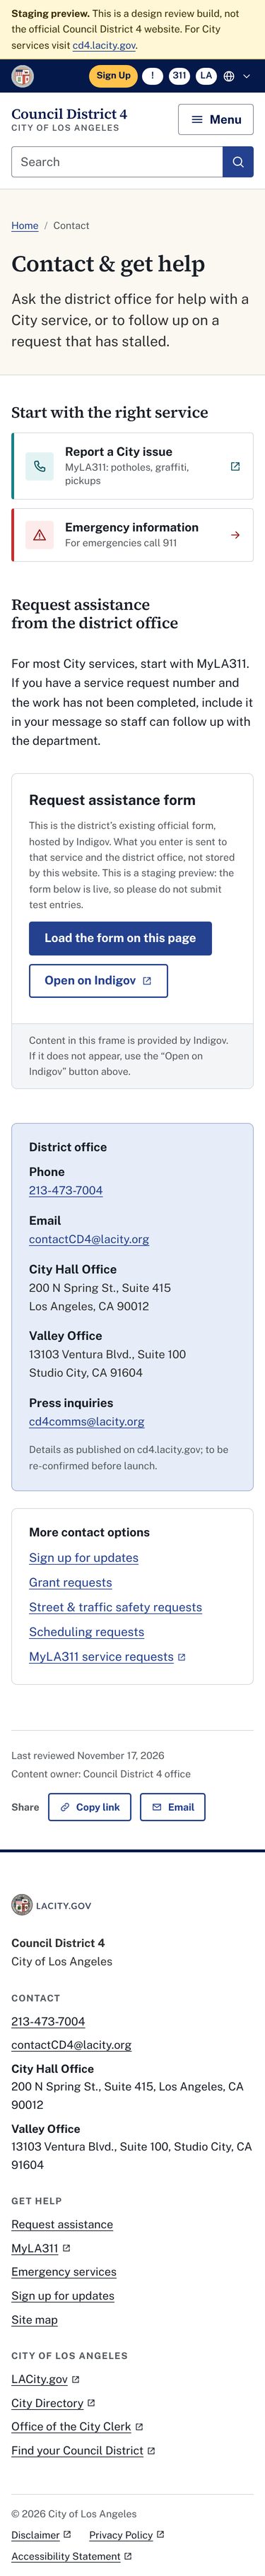 Staging preview. This is a design review build, not
the official Council District 4 website. For City
services visit cd4.lacity.gov.
Sign Up
!
311
LA
Council District 4
CITY OF LOS ANGELES
Menu
Search
Home / Contact
Contact & get help
Ask the district office for help with a
City service, or to follow up on a
request that has stalled.
Start with the right service
Report a City issue
MyLA311: potholes, graffiti,
pickups
Emergency information
For emergencies call 911
Request assistance
from the district office
For most City services, start with MyLA311.
If you have a service request number and
the work has not been completed, include it
in your message so staff can follow up with
the department.
Request assistance form
This is the district's existing official form,
hosted by Indigov. What you enter is sent to
that service and the district office, not stored
by this website. This is a staging preview: the
form below is live, so please do not submit
test entries.
Load the form on this page
Open on Indigov
Content in this frame is provided by Indigov.
If it does not appear, use the “Open on
Indigov” button above.
District office
Phone
213-473-7004
Email
contactCD4@lacity.org
City Hall Office
200 N Spring St., Suite 415
Los Angeles, CA 90012
Valley Office
13103 Ventura Blvd., Suite 100
Studio City, CA 91604
Press inquiries
cd4comms@lacity.org
Details as published on cd4.lacity.gov; to be
re-confirmed before launch.
More contact options
Sign up for updates
Grant requests
Street & traffic safety requests
Scheduling requests
MyLA311 service requests
Last reviewed November 17, 2026
Content owner: Council District 4 office
Share
Copy link
Email
LACITY.GOV
Council District 4
City of Los Angeles
CONTACT
213-473-7004
contactCD4@lacity.org
City Hall Office
200 N Spring St., Suite 415, Los Angeles, CA
90012
Valley Office
13103 Ventura Blvd., Suite 100, Studio City, CA
91604
GET HELP
Request assistance
MyLA311
Emergency services
Sign up for updates
Site map
CITY OF LOS ANGELES
LACity.gov
City Directory
Office of the City Clerk
Find your Council District
© 2026 City of Los Angeles
Disclaimer
Privacy Policy
Accessibility Statement